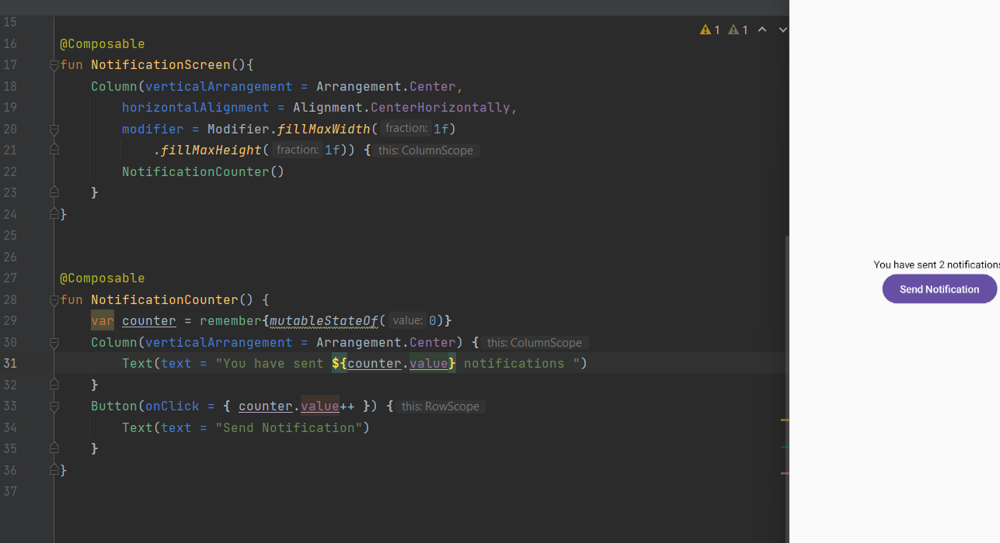 1 1
15
16 @Composable
17 fun NotificationScreen(){
18 Column(verticalArrangement = Arrangement.Center,
19 horizontalAlignment = Alignment.CenterHorizontally,
20 modifier = Modifier.fillMaxWidth( fraction: 1f)
21 .fillMaxHeight( fraction: 1f)) { this: ColumnScope
22 NotificationCounter()
23 }
24 }
25
26
27 @Composable
28 fun NotificationCounter() {
29 var counter = remember{mutableStateOf( value: 0)}
30 Column(verticalArrangement = Arrangement.Center) { this: ColumnScope
31 Text(text = "You have sent ${counter.value} notifications ")
32 }
33 Button(onClick = { counter.value++ }) { this: RowScope
34 Text(text = "Send Notification")
35 }
36 }
37
You have sent 2 notifications
Send Notification